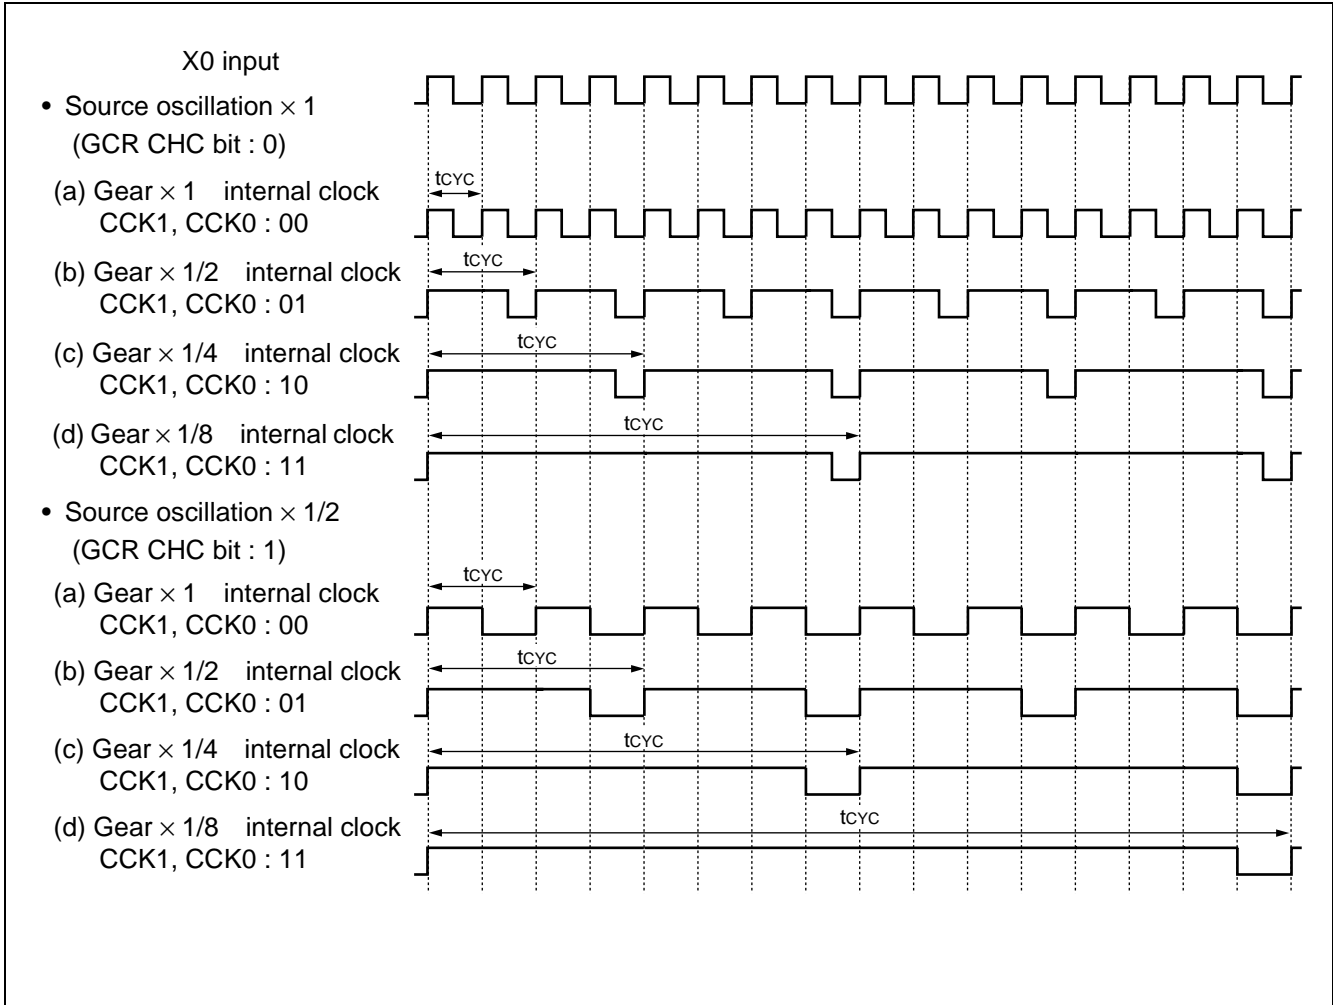 X0 input
• Source oscillation × 1
(GCR CHC bit : 0)
(a) Gear × 1 internal clock
CCK1, CCK0 : 00
tCYC
(b) Gear × 1/2 internal clock
CCK1, CCK0 : 01
tCYC
(c) Gear × 1/4 internal clock
CCK1, CCK0 : 10
tCYC
(d) Gear × 1/8 internal clock
CCK1, CCK0 : 11
tCYC
• Source oscillation × 1/2
(GCR CHC bit : 1)
(a) Gear × 1 internal clock
CCK1, CCK0 : 00
tCYC
(b) Gear × 1/2 internal clock
CCK1, CCK0 : 01
tCYC
(c) Gear × 1/4 internal clock
CCK1, CCK0 : 10
tCYC
(d) Gear × 1/8 internal clock
CCK1, CCK0 : 11
tCYC